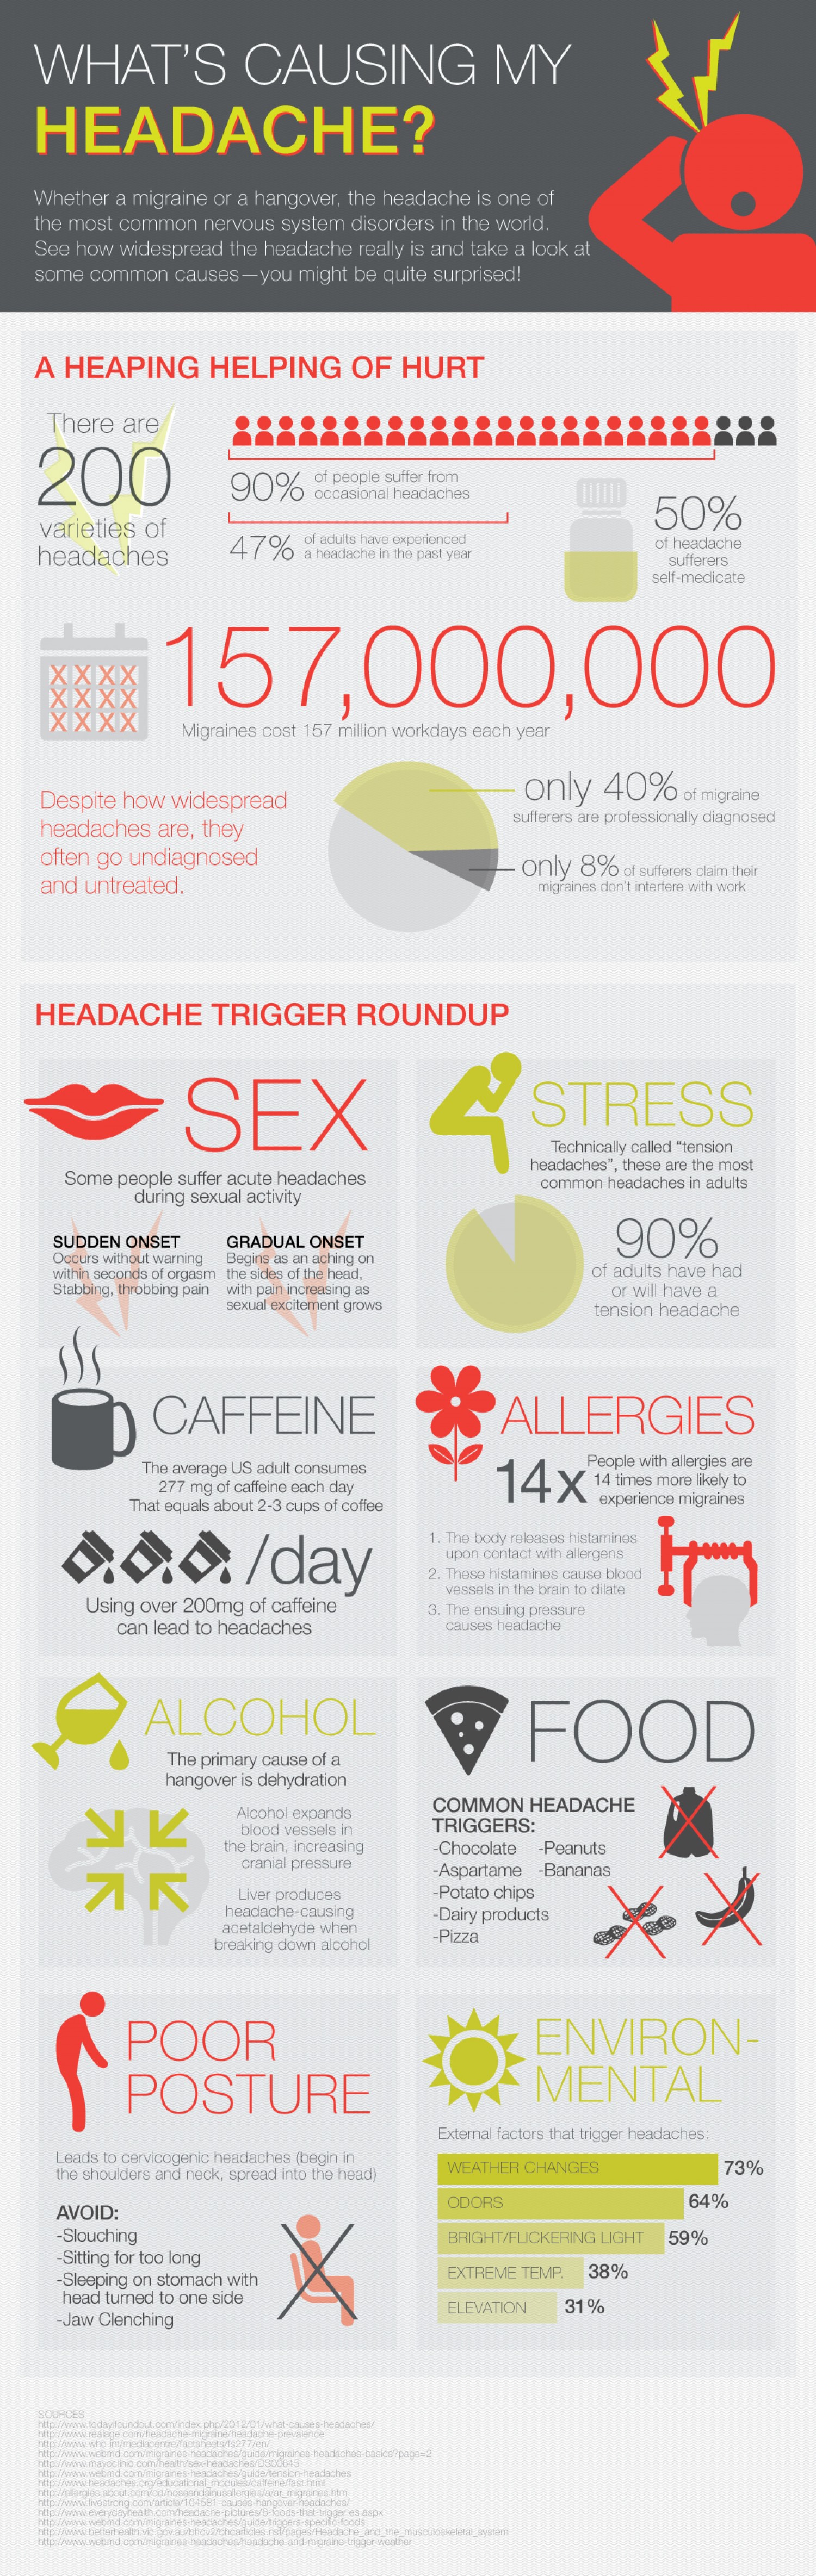 WHAT'S CAUSING MY
HEADACHE?
Whether a migraine or a hangover, the headache is one of
the most common nervous system disorders in the world.
See how widespread the headache really is and take a look at
some common causes—you might be quite surprised!
A HEAPING HELPING OF HURT
There are
200
varieties of
headaches
90% of people suffer from
occasional headaches
47% of adults have experienced
a headache in the past year
50%
of headache
sufferers
self-medicate
157,000,000
Migraines cost 157 million workdays each year
Despite how widespread
headaches are, they
often go undiagnosed
and untreated.
only 40% of migraine
sufferers are professionally diagnosed
only 8% of sufferers claim their
migraines don't interfere with work
HEADACHE TRIGGER ROUNDUP
SEX
Some people suffer acute headaches
during sexual activity
SUDDEN ONSET
Occurs without warning
within seconds of orgasm
Stabbing, throbbing pain
GRADUAL ONSET
Begins as an aching on
the sides of the head,
with pain increasing as
sexual excitement grows
STRESS
Technically called "tension
headaches", these are the most
common headaches in adults
90%
of adults have had
or will have a
tension headache
CAFFEINE
The average US adult consumes
277 mg of caffeine each day
That equals about 2-3 cups of coffee
/day
Using over 200mg of caffeine
can lead to headaches
ALLERGIES
14x
People with allergies are
14 times more likely to
experience migraines
1. The body releases histamines
upon contact with allergens
2. These histamines cause blood
vessels in the brain to dilate
3. The ensuing pressure
causes headache
ALCOHOL
The primary cause of a
hangover is dehydration
Alcohol expands
blood vessels in
the brain, increasing
cranial pressure
Liver produces
headache-causing
acetaldehyde when
breaking down alcohol
FOOD
COMMON HEADACHE
TRIGGERS:
-Chocolate -Peanuts
-Aspartame -Bananas
-Potato chips
-Dairy products
-Pizza
POOR
POSTURE
Leads to cervicogenic headaches (begin in
the shoulders and neck, spread into the head)
AVOID:
-Slouching
-Sitting for too long
-Sleeping on stomach with
head turned to one side
-Jaw Clenching
ENVIRON-
MENTAL
External factors that trigger headaches:
WEATHER CHANGES 73%
ODORS 64%
BRIGHT/FLICKERING LIGHT 59%
EXTREME TEMP. 38%
ELEVATION 31%
SOURCES
http://www.todayifoundout.com/index.php/2012/01/what-causes-headaches/
http://www.realage.com/headache-migraine/headache-prevalence
http://www.who.int/mediacentre/factsheets/fs277/en/
http://www.webmd.com/migraines-headaches/guide/migraines-headaches-basics?page=2
http://www.mayoclinic.com/health/sex-headaches/DS00645
http://www.webmd.com/migraines-headaches/guide/tension-headaches
http://www.headaches.org/educational_modules/caffeine/fast.html
http://allergies.about.com/od/noseandsinusallergies/a/ar_migraines.htm
http://www.livestrong.com/article/104581-causes-hangover-headaches/
http://www.everydayhealth.com/headache-pictures/8-foods-that-trigger-es.aspx
http://www.webmd.com/migraines-headaches/guide/triggers-specific-foods
http://www.betterhealth.vic.gov.au/bhcv2/bhcarticles.nsf/pages/Headache_and_the_musculoskeletal_system
http://www.webmd.com/migraines-headaches/headache-and-migraine-trigger-weather